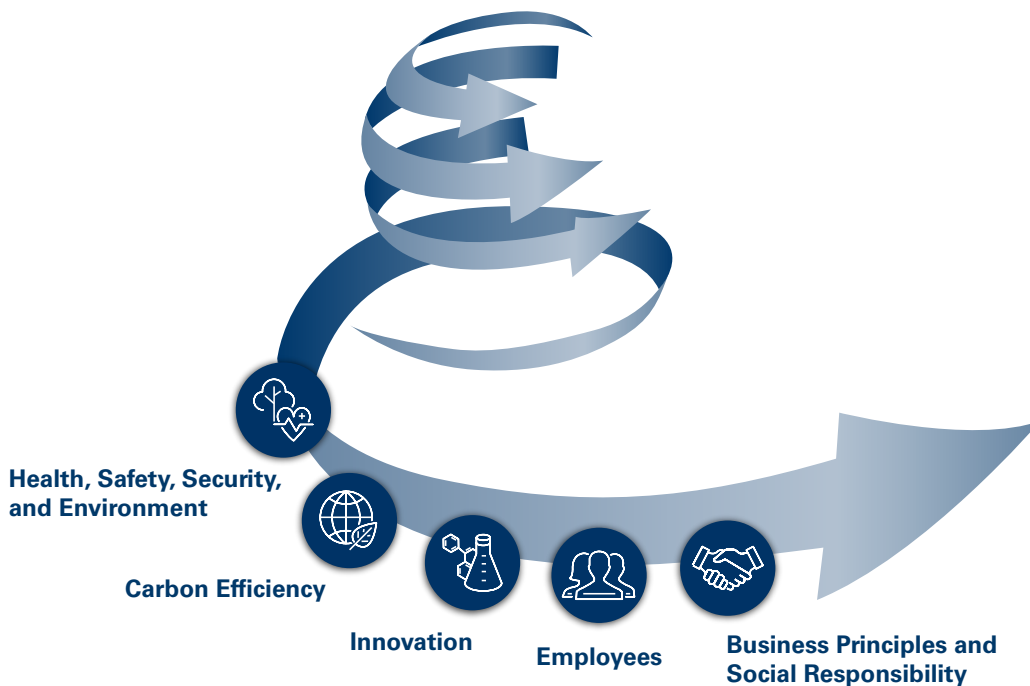 Health, Safety, Security,
and Environment
Carbon Efficiency
Innovation
Employees
Business Principles and
Social Responsibility